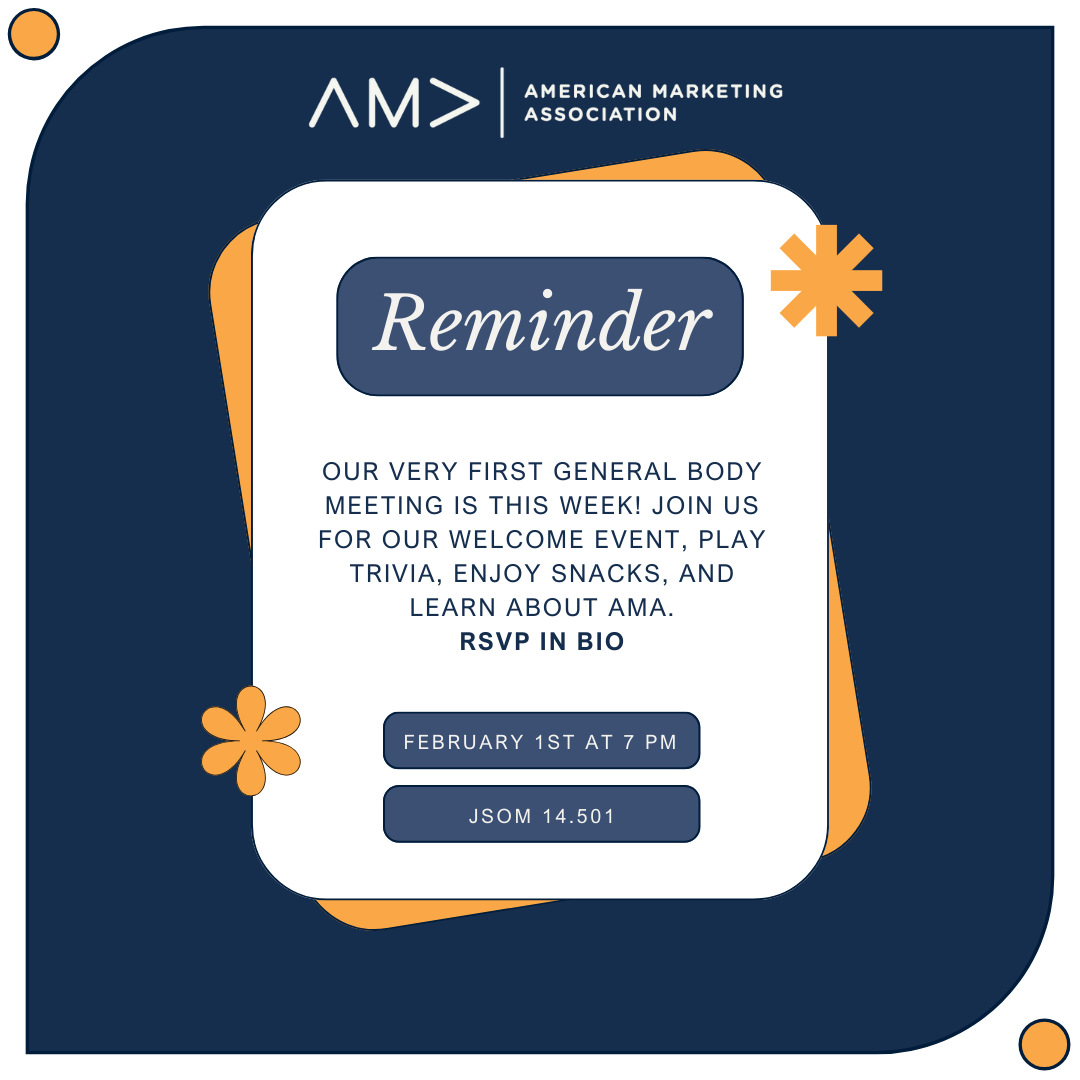 AMA
AMERICAN MARKETING
ASSOCIATION
Reminder
OUR VERY FIRST GENERAL BODY
MEETING IS THIS WEEK! JOIN US
FOR OUR WELCOME EVENT, PLAY
TRIVIA, ENJOY SNACKS, AND
LEARN ABOUT AMA.
RSVP IN BIO
FEBRUARY 1ST AT 7 PM
JSOM 14.501